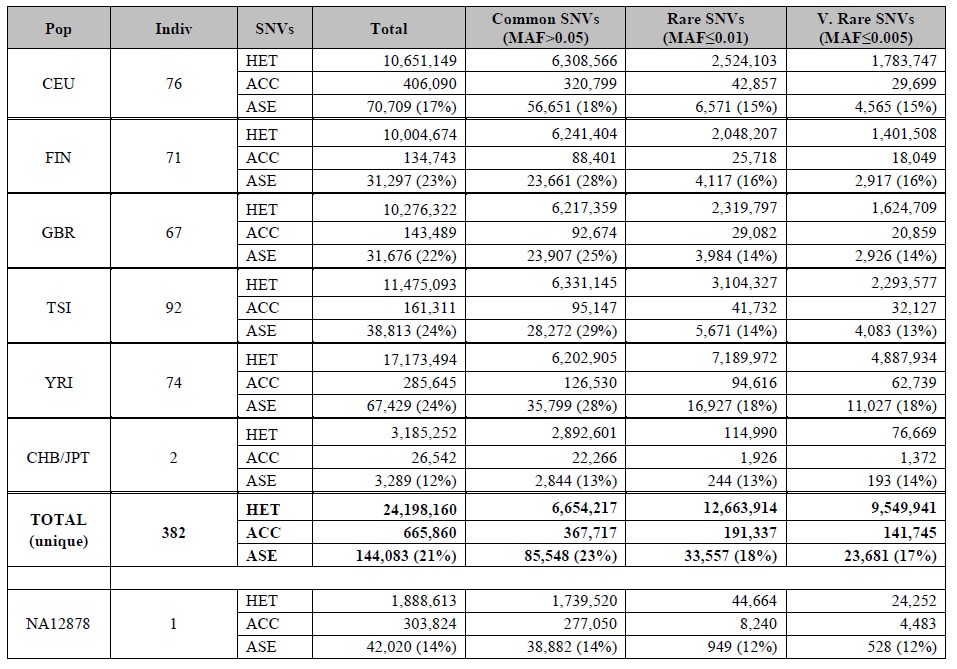 Pop Indiv SNVs Total Common SNVs (MAF>0.05) Rare SNVs (MAF≤0.01) V. Rare SNVs (MAF≤0.005)
CEU 76 HET 10,651,149 6,308,566 2,524,103 1,783,747
ACC 406,090 320,799 42,857 29,699
ASE 70,709 (17%) 56,651 (18%) 6,571 (15%) 4,565 (15%)
FIN 71 HET 10,004,674 6,241,404 2,048,207 1,401,508
ACC 134,743 88,401 25,718 18,049
ASE 31,297 (23%) 23,661 (28%) 4,117 (16%) 2,917 (16%)
GBR 67 HET 10,276,322 6,217,359 2,319,797 1,624,709
ACC 143,489 92,674 29,082 20,859
ASE 31,676 (22%) 23,907 (25%) 3,984 (14%) 2,926 (14%)
TSI 92 HET 11,475,093 6,331,145 3,104,327 2,293,577
ACC 161,311 95,147 41,732 32,127
ASE 38,813 (24%) 28,272 (29%) 5,671 (14%) 4,083 (13%)
YRI 74 HET 17,173,494 6,202,905 7,189,972 4,887,934
ACC 285,645 126,530 94,616 62,739
ASE 67,429 (24%) 35,799 (28%) 16,927 (18%) 11,027 (18%)
CHB/JPT 2 HET 3,185,252 2,892,601 114,990 76,669
ACC 26,542 22,266 1,926 1,372
ASE 3,289 (12%) 2,844 (13%) 244 (13%) 193 (14%)
TOTAL (unique) 382 HET 24,198,160 6,654,217 12,663,914 9,549,941
ACC 665,860 367,717 191,337 141,745
ASE 144,083 (21%) 85,548 (23%) 33,557 (18%) 23,681 (17%)
NA12878 1 HET 1,888,613 1,739,520 44,664 24,252
ACC 303,824 277,050 8,240 4,483
ASE 42,020 (14%) 38,882 (14%) 949 (12%) 528 (12%)